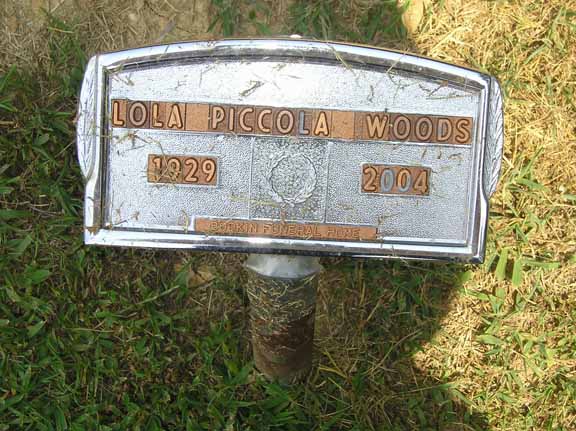 LOLA PICCOLA WOODS
1929 2004
FUNERAL HOME